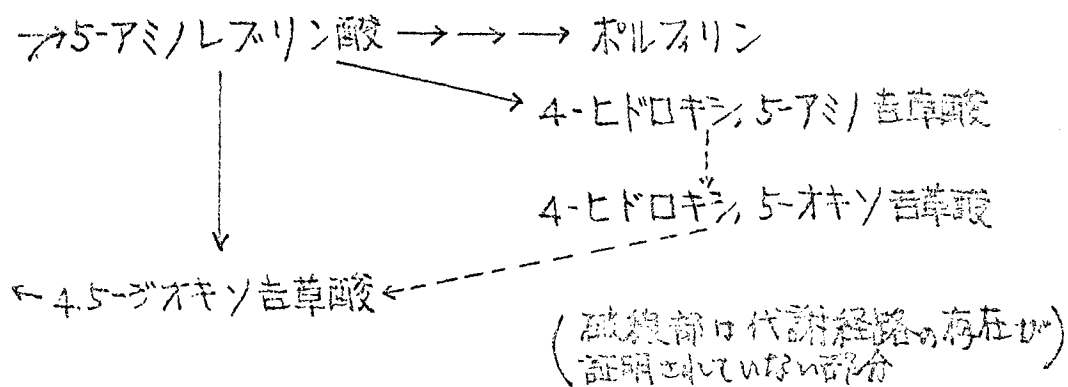 →5-アミノレブリン酸 → → → ポルフィリン
4-ヒドロキシ,5-アミノ吉草酸
4-ヒドロキシ,5-オキソ吉草酸
←4.5-ジオキソ吉草酸
(破線部は代謝経路の存在が
証明されていない部分)